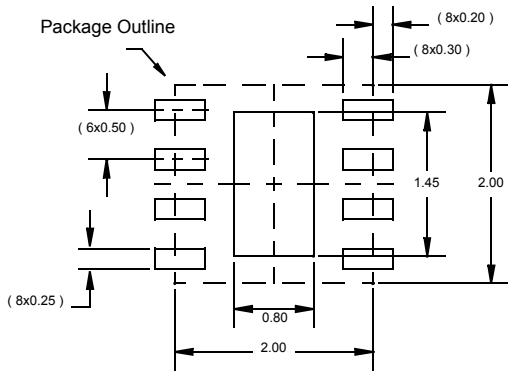 ( 8x0.20 )
Package Outline
( 8x0.30 )
( 6x0.50 )
1.45
2.00
( 8x0.25 )
0.80
2.00